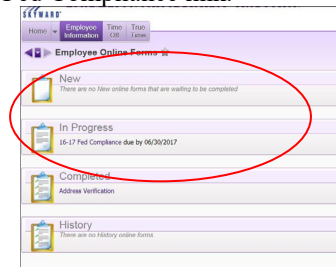 SKYWARD
Home Employee Information Time Off True Time
Employee Online Forms
New
There are no New online forms that are waiting to be completed
In Progress
16-17 Fed Compliance due by 06/30/2017
Completed
Address Verification
History
There are no History online forms.